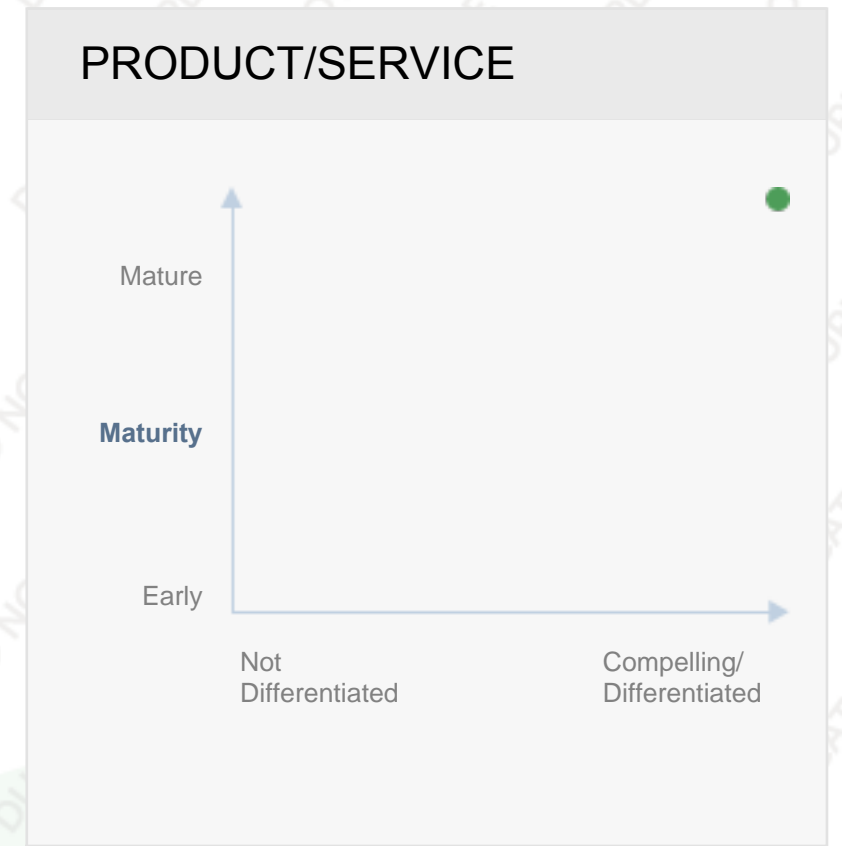 PRODUCT/SERVICE
Mature
Maturity
Early
Not
Differentiated
Compelling/
Differentiated